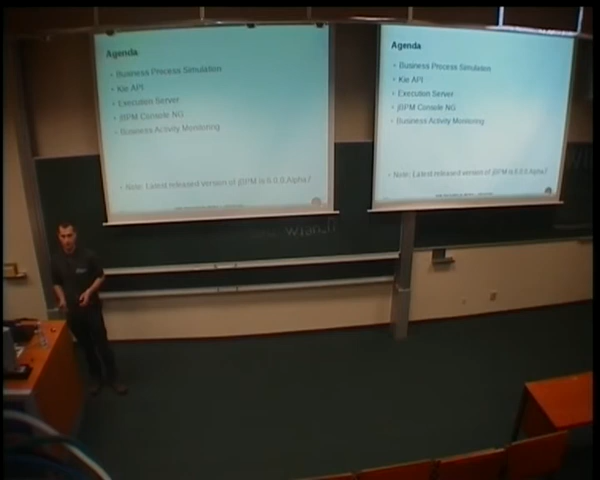 Agenda
Business Process Simulation
Kie API
Execution Server
jBPM Console NG
Business Activity Monitoring
Note: Latest released version of jBPM is 6.0.0.Alpha7
Agenda
Business Process Simulation
Kie API
Execution Server
jBPM Console NG
Business Activity Monitoring
Note: Latest released version of jBPM is 6.0.0.Alpha7